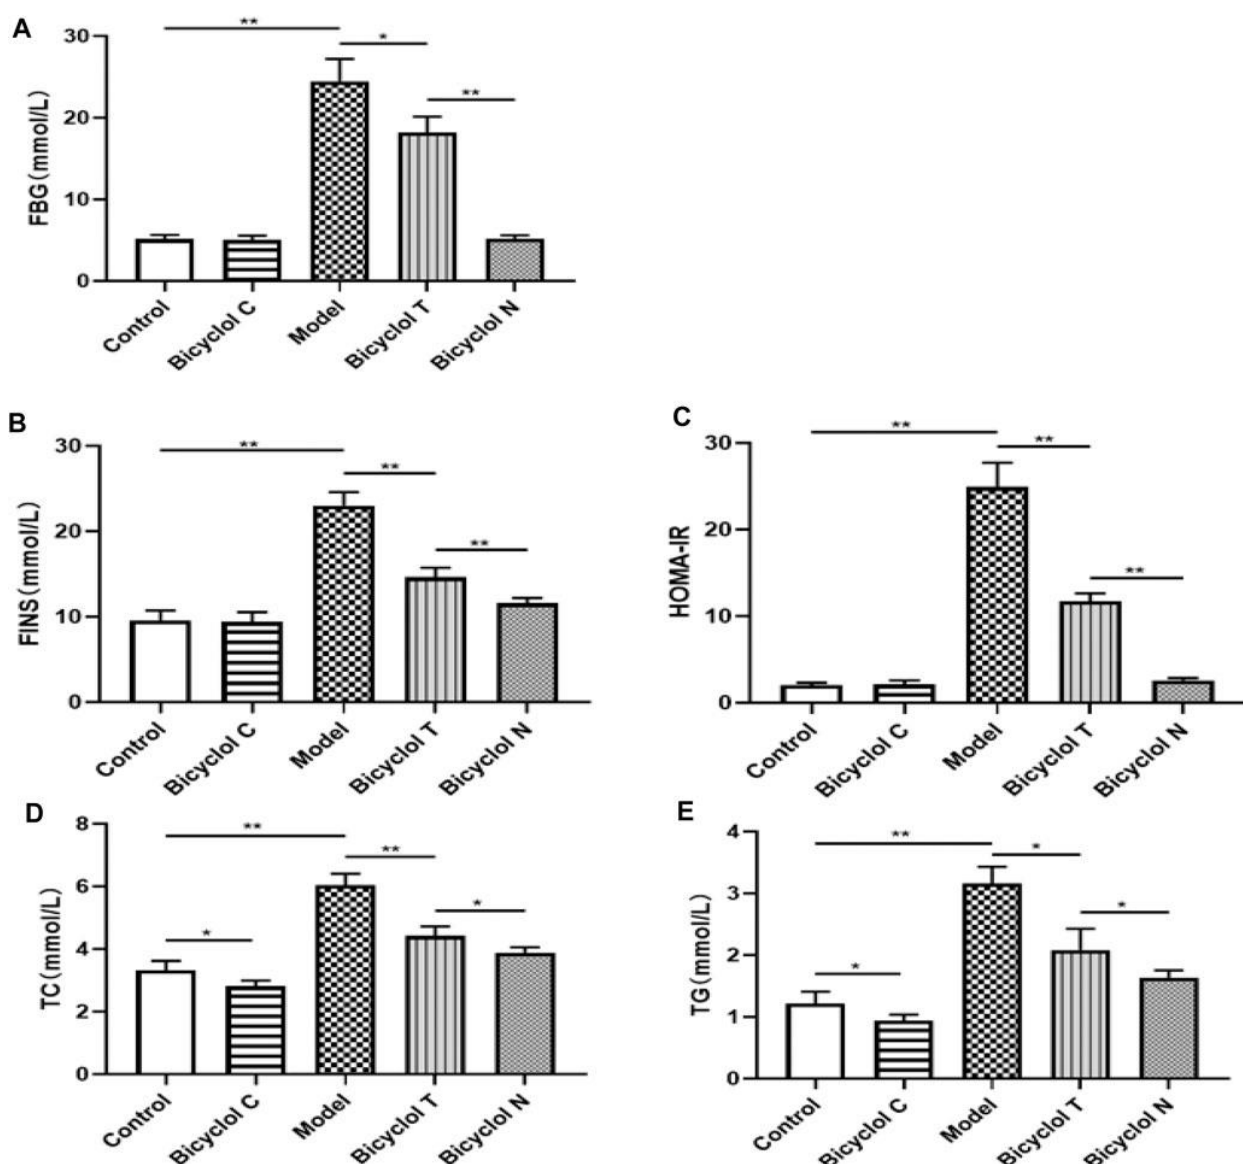 A
**
*
**
30
20
10
0
FBG(mmol/L)
Control
Bicyclol C
Model
Bicyclol T
Bicyclol N
B
**
**
**
30
20
10
0
FINS(mmol/L)
Control
Bicyclol C
Model
Bicyclol T
Bicyclol N
C
**
**
**
30
20
10
0
HOMA-IR
Control
Bicyclol C
Model
Bicyclol T
Bicyclol N
D
**
**
*
*
8
6
4
2
0
TC(mmol/L)
Control
Bicyclol C
Model
Bicyclol T
Bicyclol N
E
**
*
*
*
4
3
2
1
0
TG(mmol/L)
Control
Bicyclol C
Model
Bicyclol T
Bicyclol N